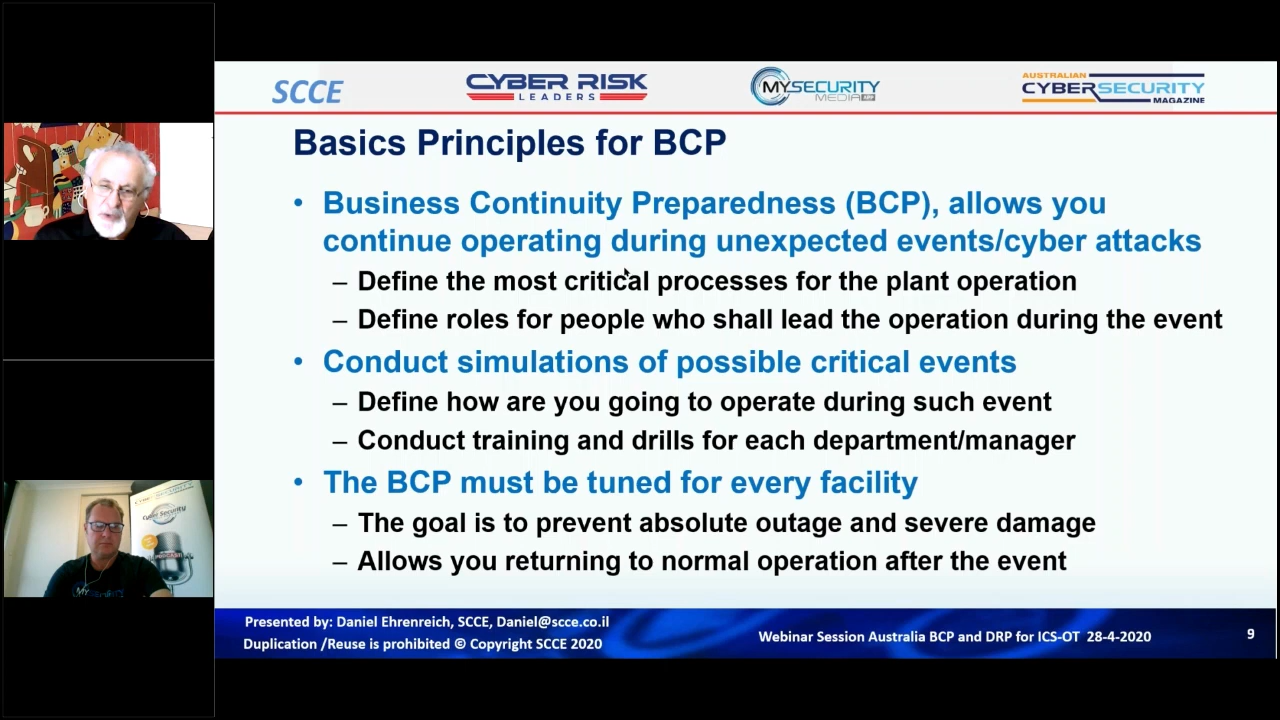 SCCE
CYBER RISK
LEADERS
MYSECURITY
MEDIA
AUSTRALIAN
CYBERSECURITY
MAGAZINE
Basics Principles for BCP
• Business Continuity Preparedness (BCP), allows you
continue operating during unexpected events/cyber attacks
– Define the most critical processes for the plant operation
– Define roles for people who shall lead the operation during the event
• Conduct simulations of possible critical events
– Define how are you going to operate during such event
– Conduct training and drills for each department/manager
• The BCP must be tuned for every facility
– The goal is to prevent absolute outage and severe damage
– Allows you returning to normal operation after the event
Cyber Security
PODCAST
Presented by: Daniel Ehrenreich, SCCE, Daniel@scce.co.il
Duplication /Reuse is prohibited © Copyright SCCE 2020
Webinar Session Australia BCP and DRP for ICS-OT 28-4-2020
9